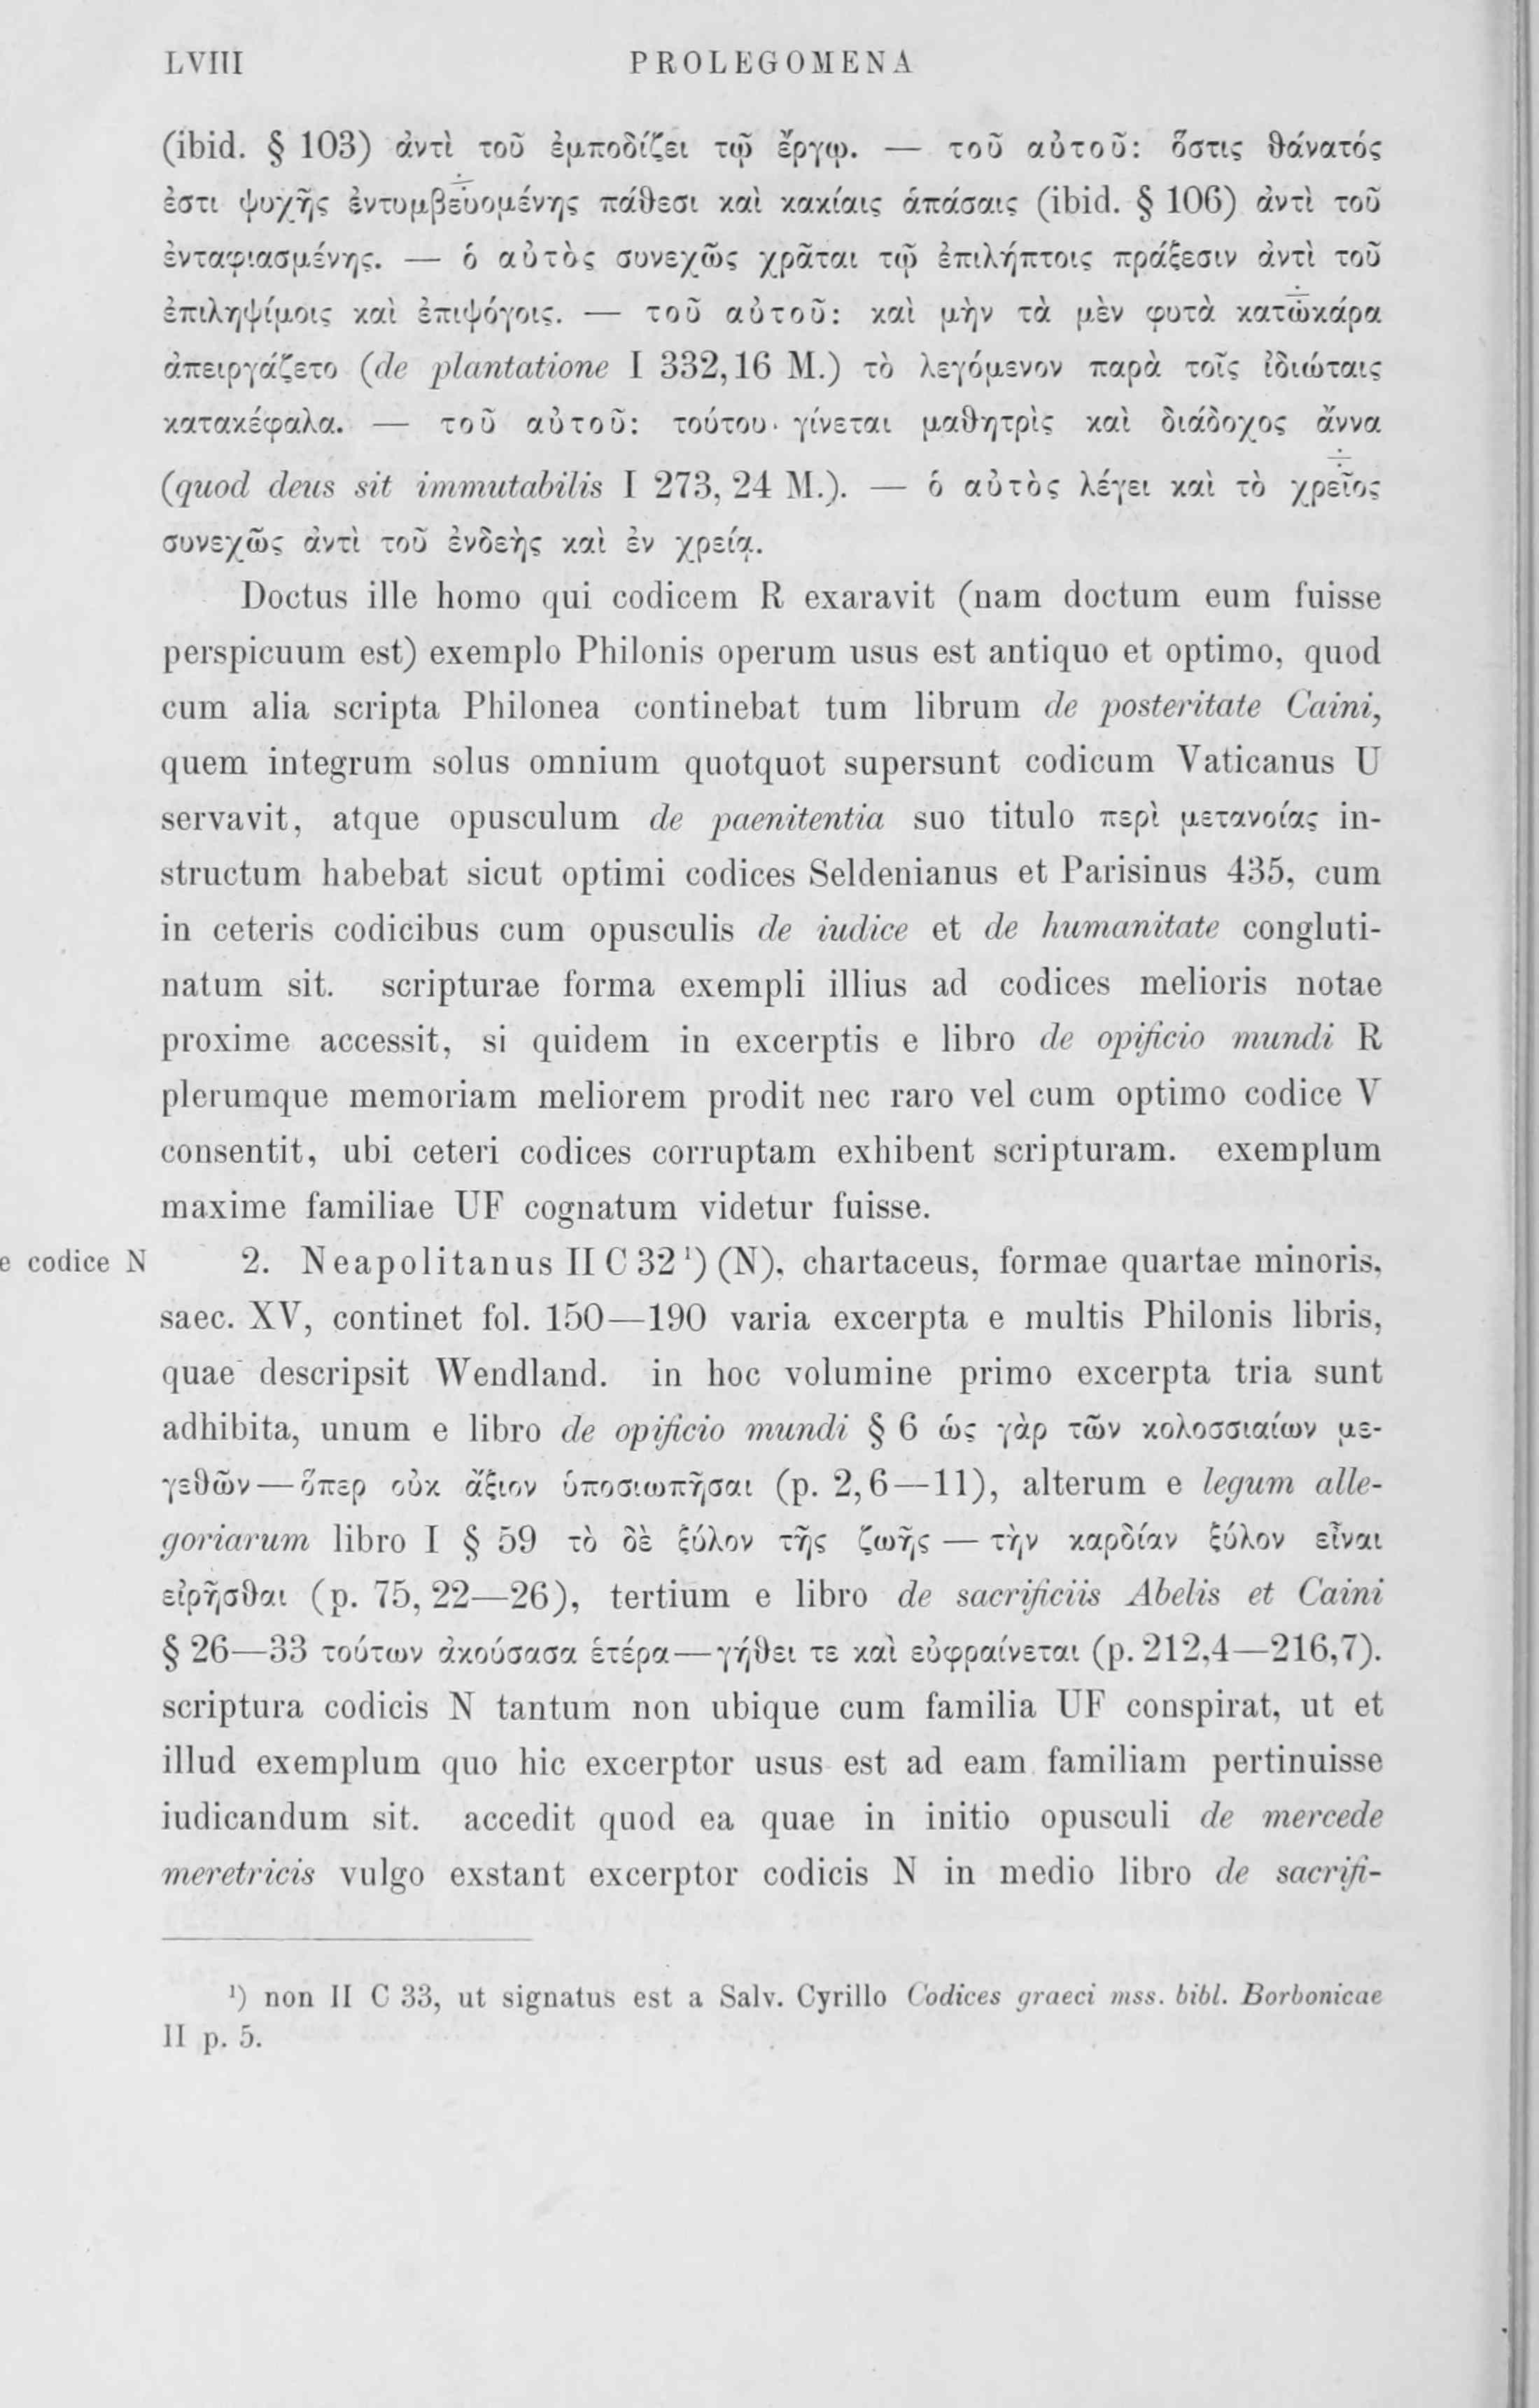 LVIII PROLEGOMENA
(ibid. § 103) ἀντὶ τοῦ ἐμποδίζει τῷ ἔργῳ. — τοῦ αὐτοῦ: ὅστις θάνατός
ἐστι ψυχῆς ἐντυμβευομένης πάθεσι καὶ κακίαις ἁπάσαις (ibid. § 106) ἀντὶ τοῦ
ἐνταφιασμένης. — ὁ αὐτὸς συνεχῶς χρᾶται τῷ ἐπιλήπτοις πράξεσιν ἀντὶ τοῦ
ἐπιληψίμοις καὶ ἐπιψόγοις. — τοῦ αὐτοῦ: καὶ μὴν τὰ μὲν φυτὰ κατωκάρα
ἀπειργάζετο (de plantatione I 332,16 M.) τὸ λεγόμενον παρὰ τοῖς ἰδιώταις
κατακέφαλα. — τοῦ αὐτοῦ: τούτου· γίνεται μαθητρὶς καὶ διάδοχος ἄννα
(quod deus sit immutabilis I 273, 24 M.). — ὁ αὐτὸς λέγει καὶ τὸ χρεῖος
συνεχῶς ἀντὶ τοῦ ἐνδεὴς καὶ ἐν χρείᾳ.
Doctus ille homo qui codicem R exaravit (nam doctum eum fuisse
perspicuum est) exemplo Philonis operum usus est antiquo et optimo, quod
cum alia scripta Philonea continebat tum librum de posteritate Caini,
quem integrum solus omnium quotquot supersunt codicum Vaticanus U
servavit, atque opusculum de paenitentia suo titulo περὶ μετανοίας in-
structum habebat sicut optimi codices Seldenianus et Parisinus 435, cum
in ceteris codicibus cum opusculis de iudice et de humanitate congluti-
natum sit. scripturae forma exempli illius ad codices melioris notae
proxime accessit, si quidem in excerptis e libro de opificio mundi R
plerumque memoriam meliorem prodit nec raro vel cum optimo codice V
consentit, ubi ceteri codices corruptam exhibent scripturam. exemplum
maxime familiae UF cognatum videtur fuisse.
e codice N 2. Neapolitanus II C 32 ¹) (N), chartaceus, formae quartae minoris,
saec. XV, continet fol. 150—190 varia excerpta e multis Philonis libris,
quae descripsit Wendland. in hoc volumine primo excerpta tria sunt
adhibita, unum e libro de opificio mundi § 6 ὡς γὰρ τῶν κολοσσιαίων με-
γεθῶν — ὅπερ οὐκ ἄξιον ὑποσιωπῆσαι (p. 2,6—11), alterum e legum alle-
goriarum libro I § 59 τὸ δὲ ξύλον τῆς ζωῆς — τὴν καρδίαν ξύλον εἶναι
εἰρῆσθαι (p. 75, 22—26), tertium e libro de sacrificiis Abelis et Caini
§ 26—33 τούτων ἀκούσασα ἑτέρα — γήθει τε καὶ εὐφραίνεται (p. 212,4—216,7).
scriptura codicis N tantum non ubique cum familia UF conspirat, ut et
illud exemplum quo hic excerptor usus est ad eam familiam pertinuisse
iudicandum sit. accedit quod ea quae in initio opusculi de mercede
meretricis vulgo exstant excerptor codicis N in medio libro de sacrifi-
¹) non II C 33, ut signatus est a Salv. Cyrillo Codices graeci mss. bibl. Borbonicae
II p. 5.